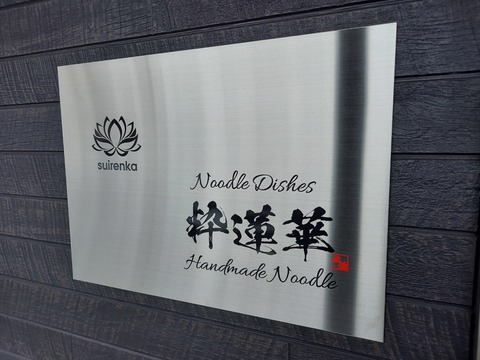 suirenka
Noodle Dishes
粋蓮華
Handmade Noodle